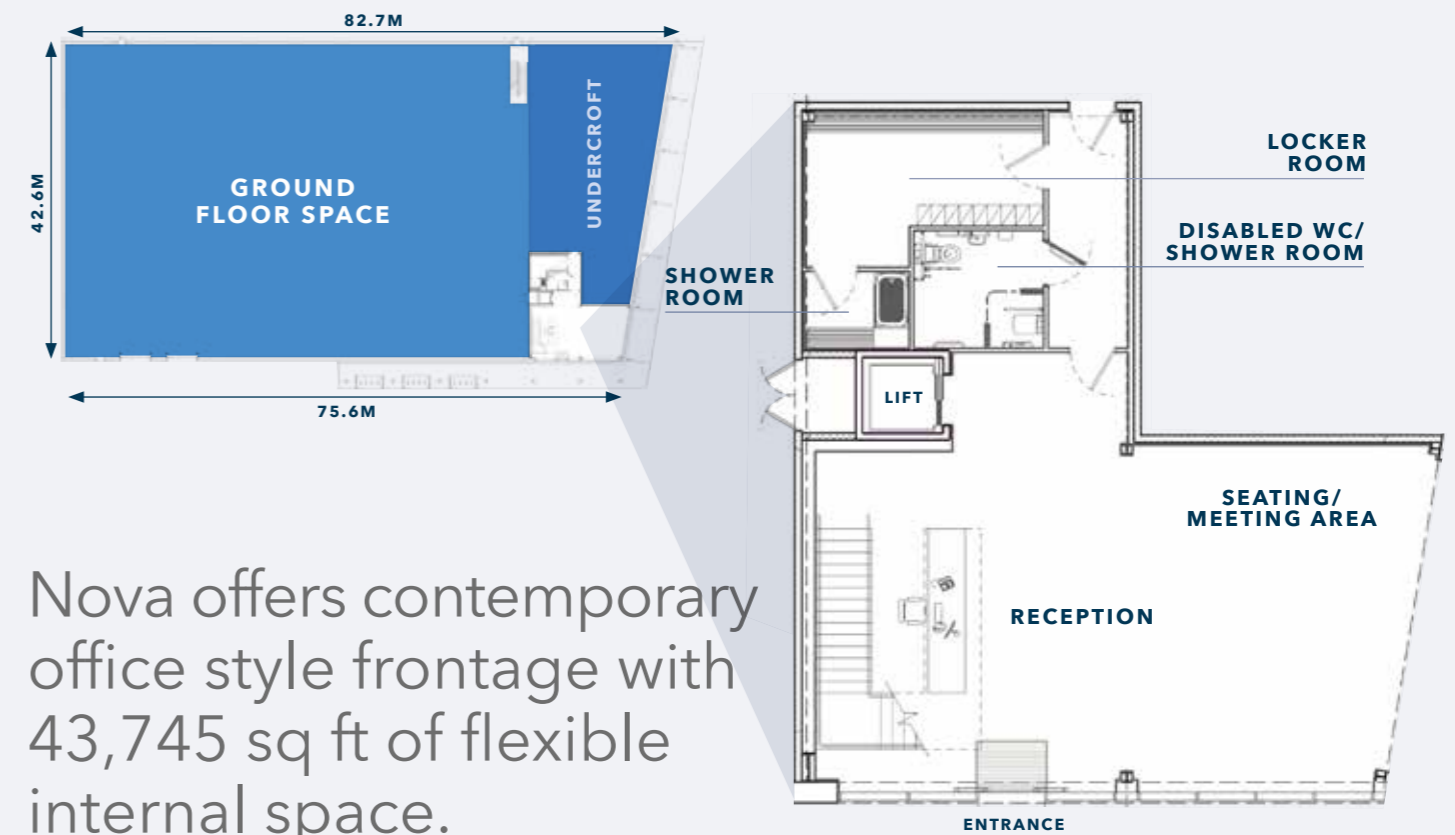 82.7M
42.6M
GROUND
FLOOR SPACE
UNDERCROFT
75.6M
LOCKER
ROOM
DISABLED WC/
SHOWER ROOM
SHOWER
ROOM
LIFT
SEATING/
MEETING AREA
RECEPTION
ENTRANCE
Nova offers contemporary
office style frontage with
43,745 sq ft of flexible
internal space.